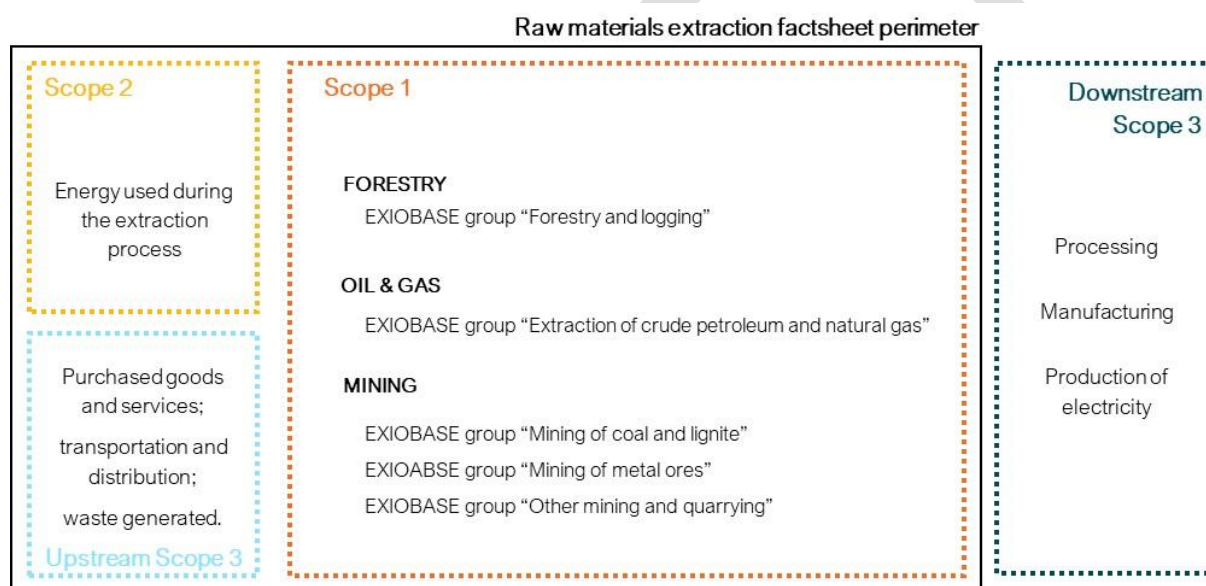 Raw materials extraction factsheet perimeter
Scope 2
Energy used during
the extraction
process
Purchased goods
and services;
transportation and
distribution;
waste generated.
Upstream Scope 3
Scope 1
FORESTRY
EXIOBASE group “Forestry and logging”
OIL & GAS
EXIOBASE group “Extraction of crude petroleum and natural gas”
MINING
EXIOBASE group “Mining of coal and lignite”
EXIOABSE group “Mining of metal ores”
EXIOBASE group “Other mining and quarrying”
Downstream
Scope 3
Processing
Manufacturing
Production of
electricity